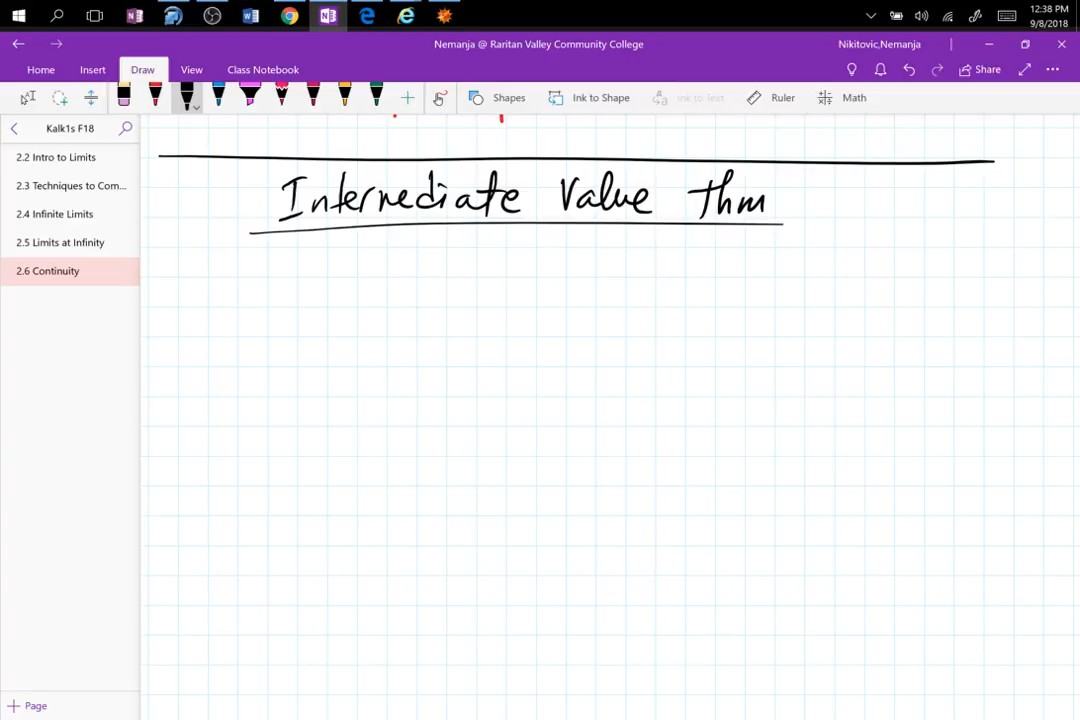 12:38 PM
9/8/2018
Nemanja @ Raritan Valley Community College
Nikitovic,Nemanja
Home Insert Draw View Class Notebook
Share
Shapes Ink to Shape Ink to Text Ruler Math
Kalk1s F18
2.2 Intro to Limits
2.3 Techniques to Com...
2.4 Infinite Limits
2.5 Limits at Infinity
2.6 Continuity
Intermediate Value Thm
Page